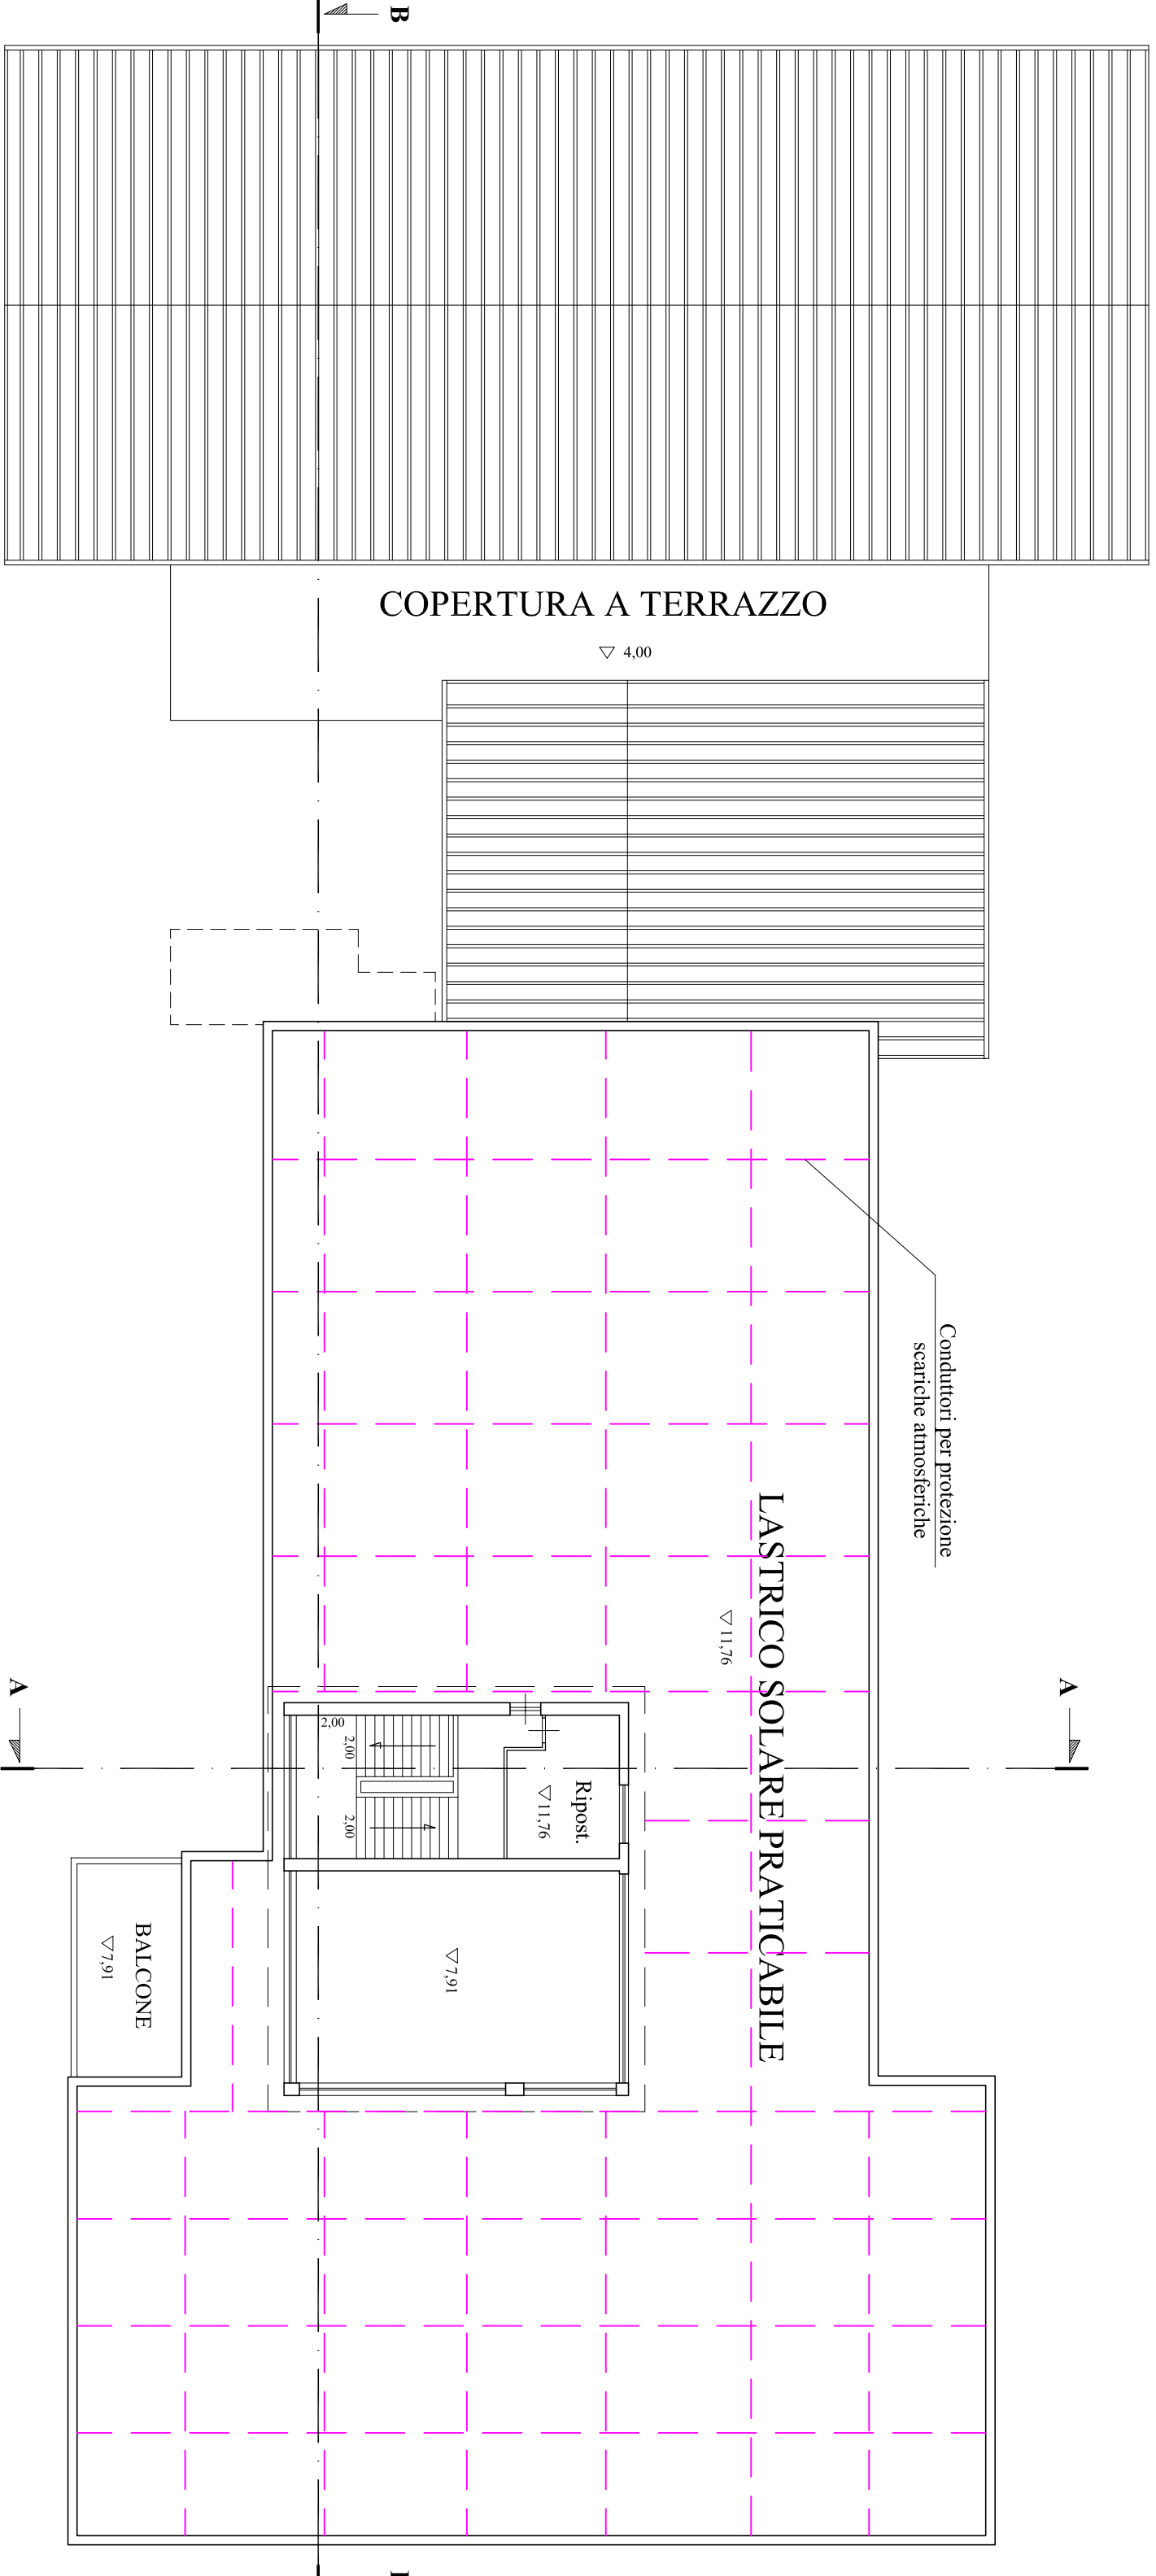 B
COPERTURA A TERRAZZO
4,00
Conduttori per protezione
scariche atmosferiche
LASTRICO SOLARE PRATICABILE
11,76
A
A
2,00
2,00
2,00
Ripost.
11,76
7,91
BALCONE
7,91